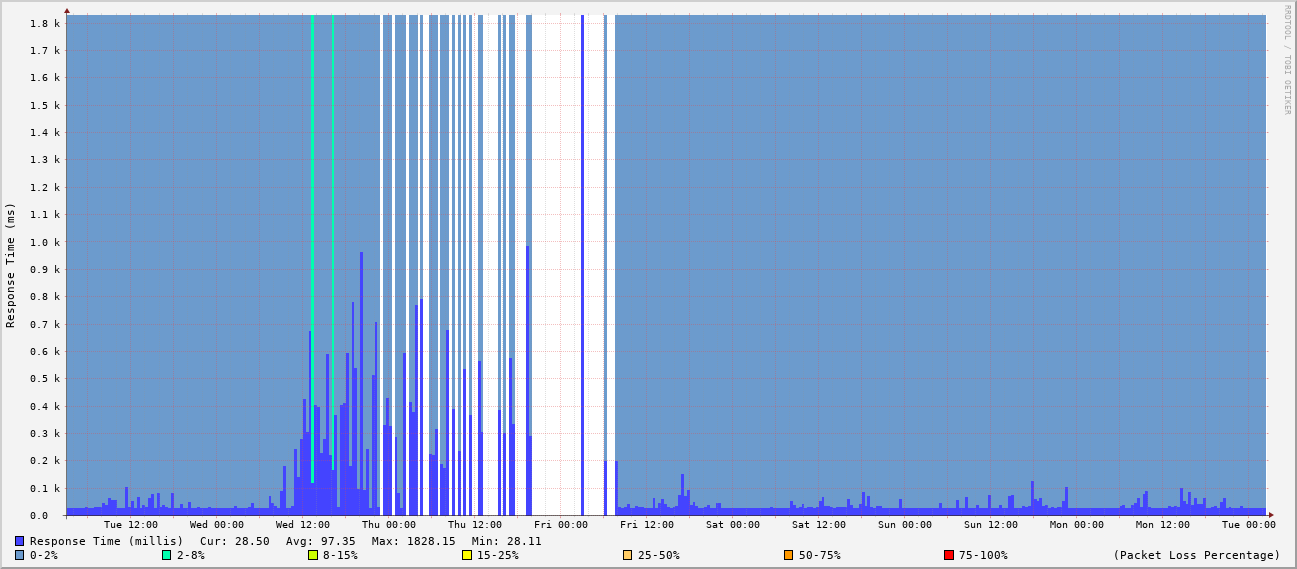 RRDTOOL / TOBI OETIKER
Response Time (ms)
1.8 k
1.7 k
1.6 k
1.5 k
1.4 k
1.3 k
1.2 k
1.1 k
1.0 k
0.9 k
0.8 k
0.7 k
0.6 k
0.5 k
0.4 k
0.3 k
0.2 k
0.1 k
0.0
Tue 12:00 Wed 00:00 Wed 12:00 Thu 00:00 Thu 12:00 Fri 00:00 Fri 12:00 Sat 00:00 Sat 12:00 Sun 00:00 Sun 12:00 Mon 00:00 Mon 12:00 Tue 00:00
Response Time (millis) Cur: 28.50 Avg: 97.35 Max: 1828.15 Min: 28.11
0-2% 2-8% 8-15% 15-25% 25-50% 50-75% 75-100% (Packet Loss Percentage)